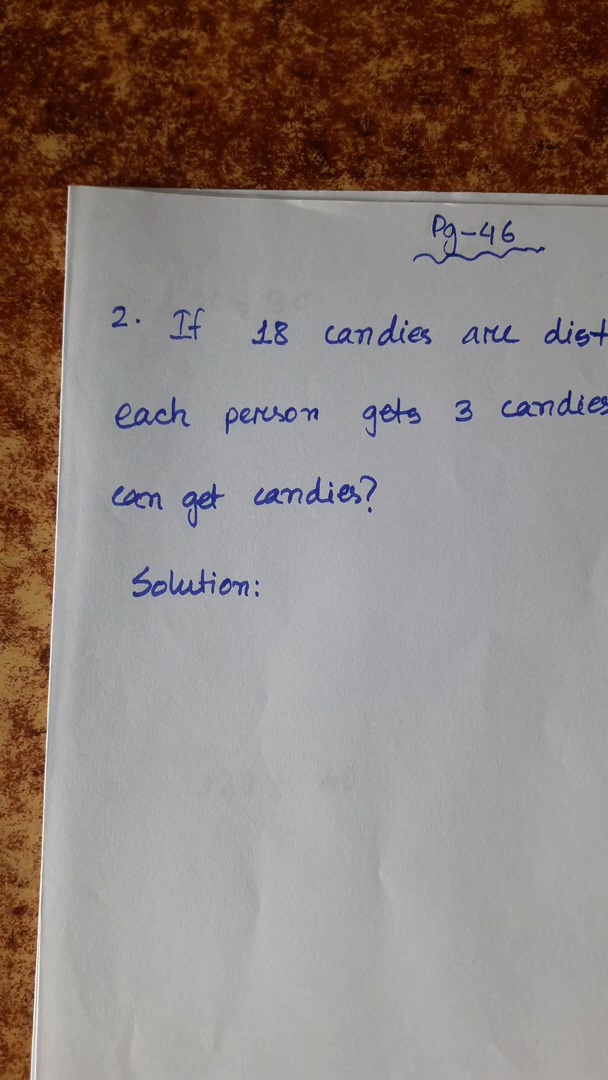 Pg-46
2. If 18 candies are dist
each person gets 3 candies
can get candies?
Solution: